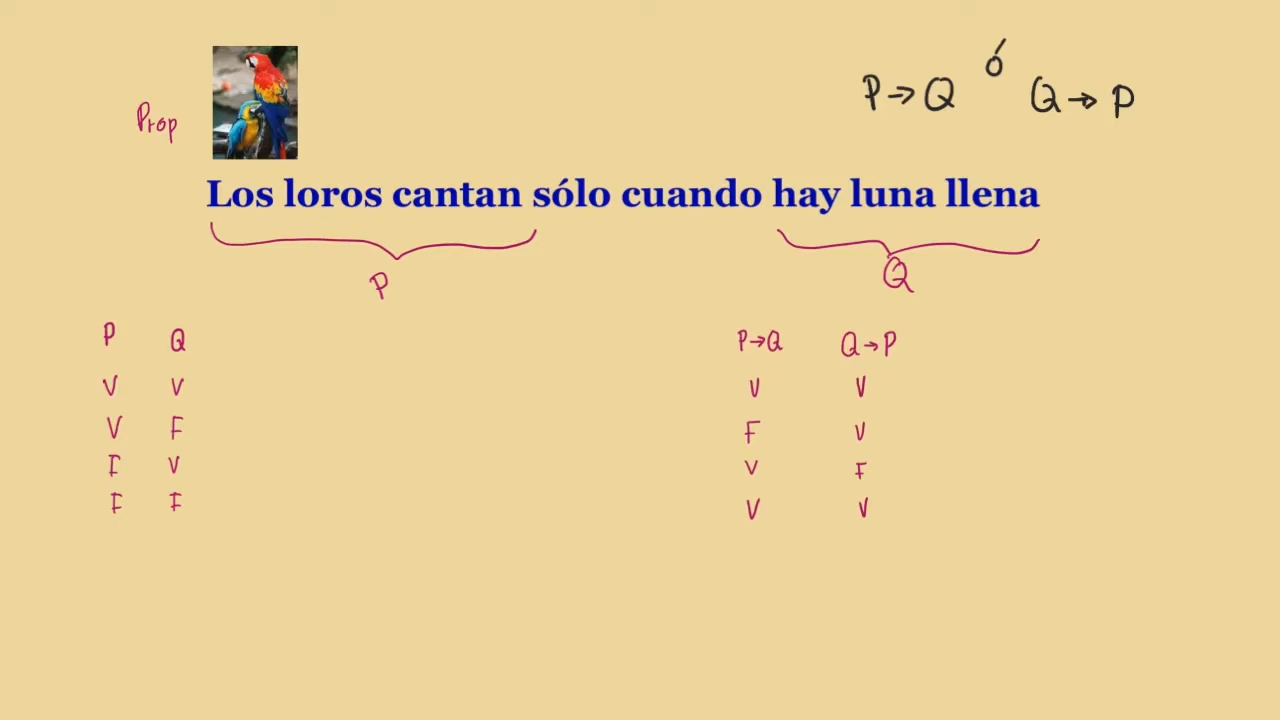 P→Q ó Q→P
Prop
Los loros cantan sólo cuando hay luna llena
P Q
P Q P→Q Q→P
V V V V
V F F V
F V V F
F F V V